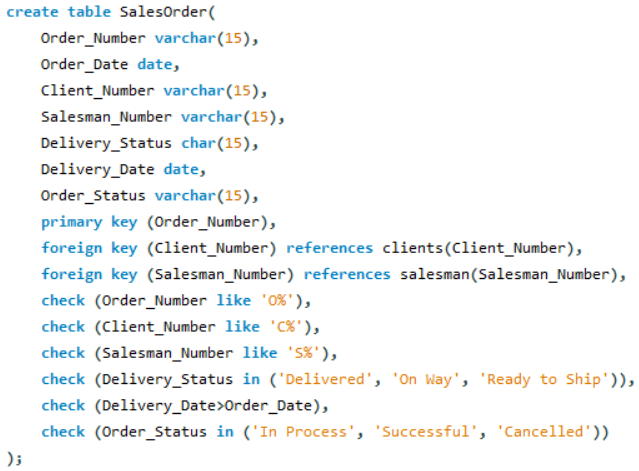 create table SalesOrder(
Order_Number varchar(15),
Order_Date date,
Client_Number varchar(15),
Salesman_Number varchar(15),
Delivery_Status char(15),
Delivery_Date date,
Order_Status varchar(15),
primary key (Order_Number),
foreign key (Client_Number) references clients(Client_Number),
foreign key (Salesman_Number) references salesman(Salesman_Number),
check (Order_Number like 'O%'),
check (Client_Number like 'C%'),
check (Salesman_Number like 'S%'),
check (Delivery_Status in ('Delivered', 'On Way', 'Ready to Ship')),
check (Delivery_Date>Order_Date),
check (Order_Status in ('In Process', 'Successful', 'Cancelled'))
);